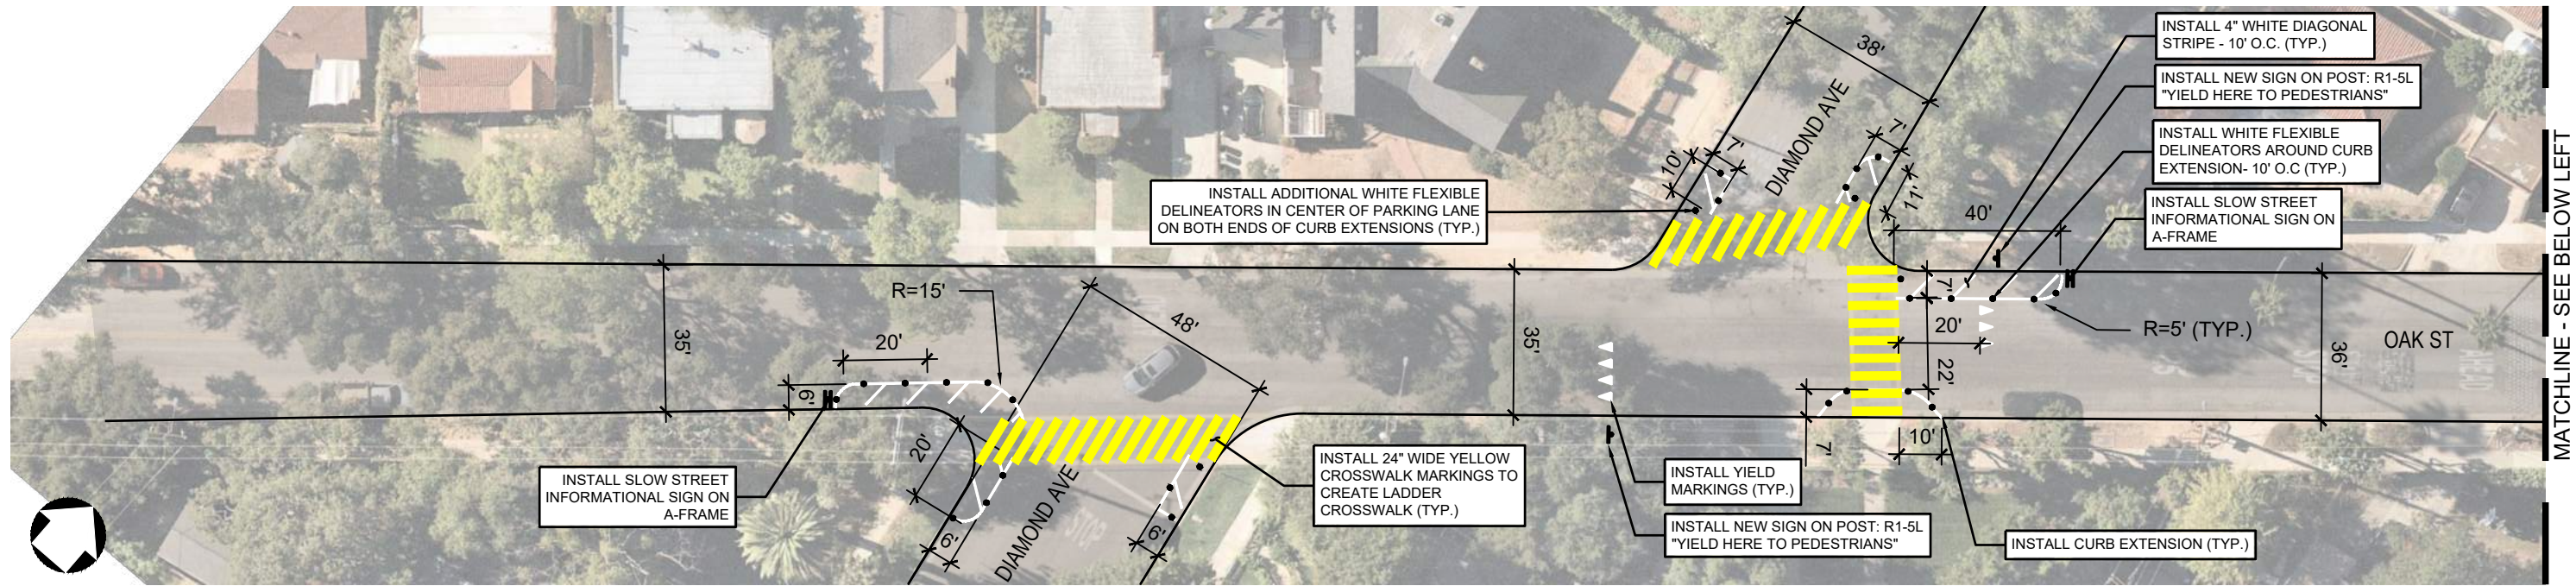 INSTALL 4" WHITE DIAGONAL
STRIPE - 10' O.C. (TYP.)
INSTALL NEW SIGN ON POST: R1-5L
"YIELD HERE TO PEDESTRIANS"
INSTALL WHITE FLEXIBLE
DELINEATORS AROUND CURB
EXTENSION- 10' O.C (TYP.)
INSTALL SLOW STREET
INFORMATIONAL SIGN ON
A-FRAME
38'
DIAMOND AVE
7'
10'
7'
11'
40'
INSTALL ADDITIONAL WHITE FLEXIBLE
DELINEATORS IN CENTER OF PARKING LANE
ON BOTH ENDS OF CURB EXTENSIONS (TYP.)
R=15'
48'
35'
20'
6'
35'
7'
20'
22'
R=5' (TYP.)
OAK ST
36'
MATCHLINE - SEE BELOW LEFT
20'
6'
DIAMOND AVE
6'
7'
10'
INSTALL SLOW STREET
INFORMATIONAL SIGN ON
A-FRAME
INSTALL 24" WIDE YELLOW
CROSSWALK MARKINGS TO
CREATE LADDER
CROSSWALK (TYP.)
INSTALL YIELD
MARKINGS (TYP.)
INSTALL NEW SIGN ON POST: R1-5L
"YIELD HERE TO PEDESTRIANS"
INSTALL CURB EXTENSION (TYP.)
STOP